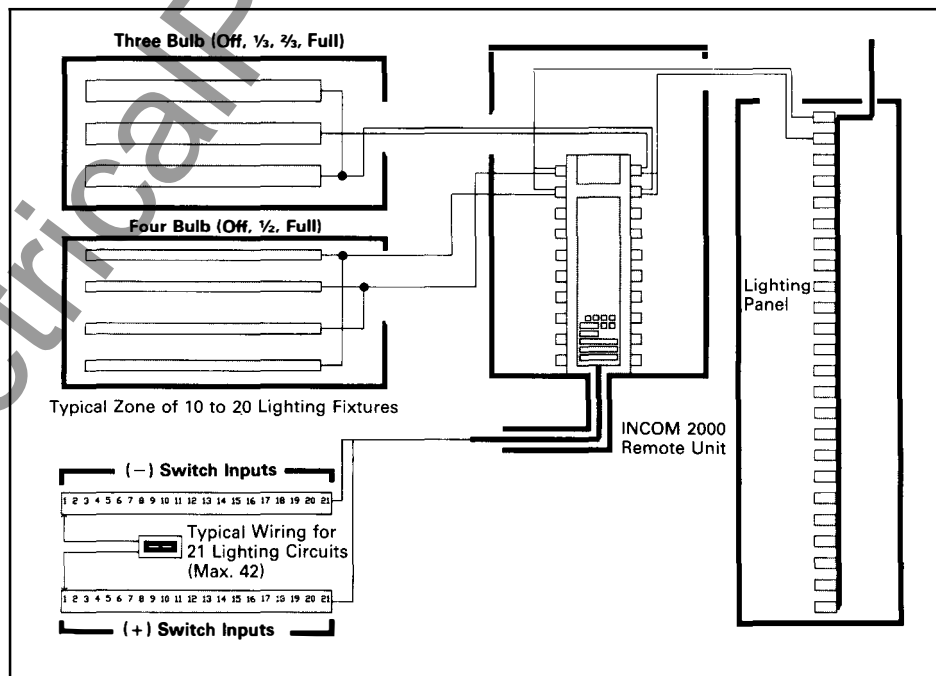 Three Bulb (Off, 1/3, 2/3, Full)
Four Bulb (Off, 1/2, Full)
Typical Zone of 10 to 20 Lighting Fixtures
Lighting
Panel
INCOM 2000
Remote Unit
(−) Switch Inputs
1 2 3 4 5 6 7 8 9 10 11 12 13 14 15 16 17 18 19 20 21
Typical Wiring for
21 Lighting Circuits
(Max. 42)
1 2 3 4 5 6 7 8 9 10 11 12 13 14 15 16 17 18 19 20 21
(+) Switch Inputs
ctricalP